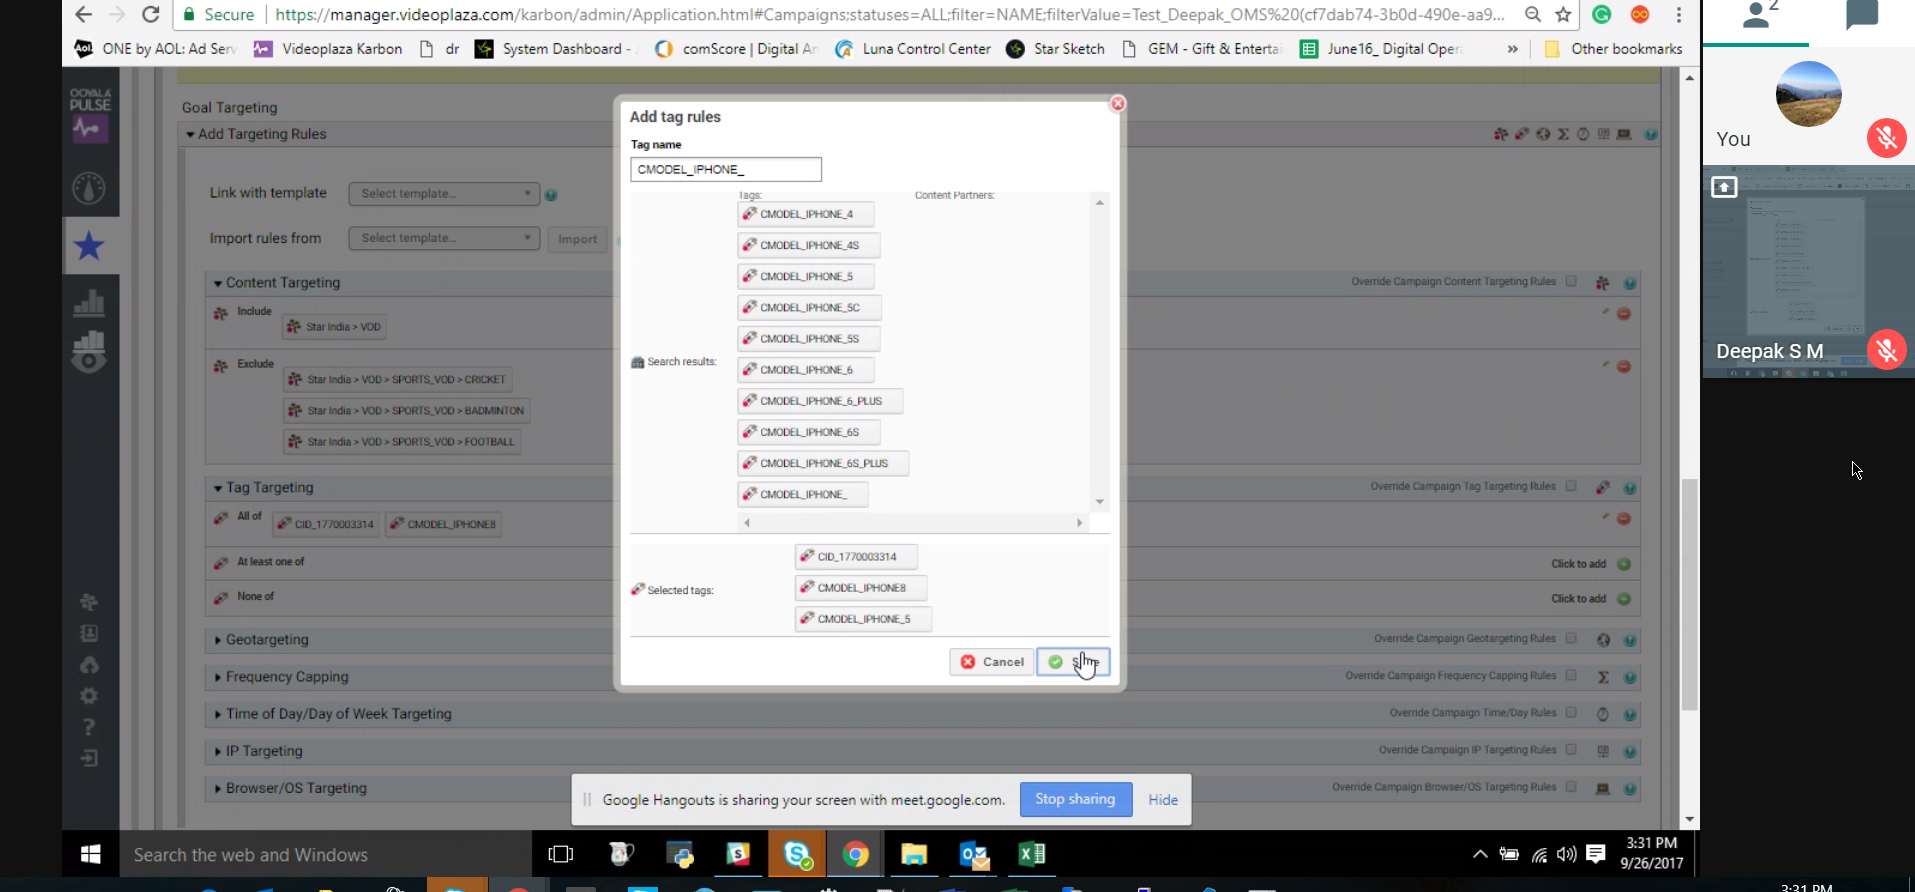 Secure https://manager.videoplaza.com/karbon/admin/Application.html#Campaigns;statuses=ALL;filter=NAME;filterValue=Test_Deepak_OMS%20(cf7dab74-3b0d-490e-aa9...
2
Aol. ONE by AOL: Ad Serv Videoplaza Karbon dr System Dashboard - comScore | Digital An Luna Control Center Star Sketch GEM - Gift & Entertai June16_ Digital Oper » Other bookmarks
OOYALA
PULSE
Goal Targeting
Add Targeting Rules
Link with template Select template...
Import rules from Select template... Import
Content Targeting Override Campaign Content Targeting Rules
Include
Star India > VOD
Exclude
Star India > VOD > SPORTS_VOD > CRICKET
Star India > VOD > SPORTS_VOD > BADMINTON
Star India > VOD > SPORTS_VOD > FOOTBALL
Tag Targeting Override Campaign Tag Targeting Rules
All of CID_1770003314 CMODEL_IPHONE8
At least one of Click to add
None of Click to add
Geotargeting Override Campaign Geotargeting Rules
Frequency Capping Override Campaign Frequency Capping Rules
Time of Day/Day of Week Targeting Override Campaign Time/Day Rules
IP Targeting Override Campaign IP Targeting Rules
Browser/OS Targeting Override Campaign Browser/OS Targeting Rules
Add tag rules
Tag name
CMODEL_IPHONE_
Tags: Content Partners:
CMODEL_IPHONE_4
CMODEL_IPHONE_4S
CMODEL_IPHONE_5
CMODEL_IPHONE_5C
CMODEL_IPHONE_5S
Search results:
CMODEL_IPHONE_6
CMODEL_IPHONE_6_PLUS
CMODEL_IPHONE_6S
CMODEL_IPHONE_6S_PLUS
CMODEL_IPHONE_
CID_1770003314
Selected tags:
CMODEL_IPHONE8
CMODEL_IPHONE_5
Cancel
Google Hangouts is sharing your screen with meet.google.com. Stop sharing Hide
You
Deepak S M
Search the web and Windows
3:31 PM
9/26/2017
3:31 PM